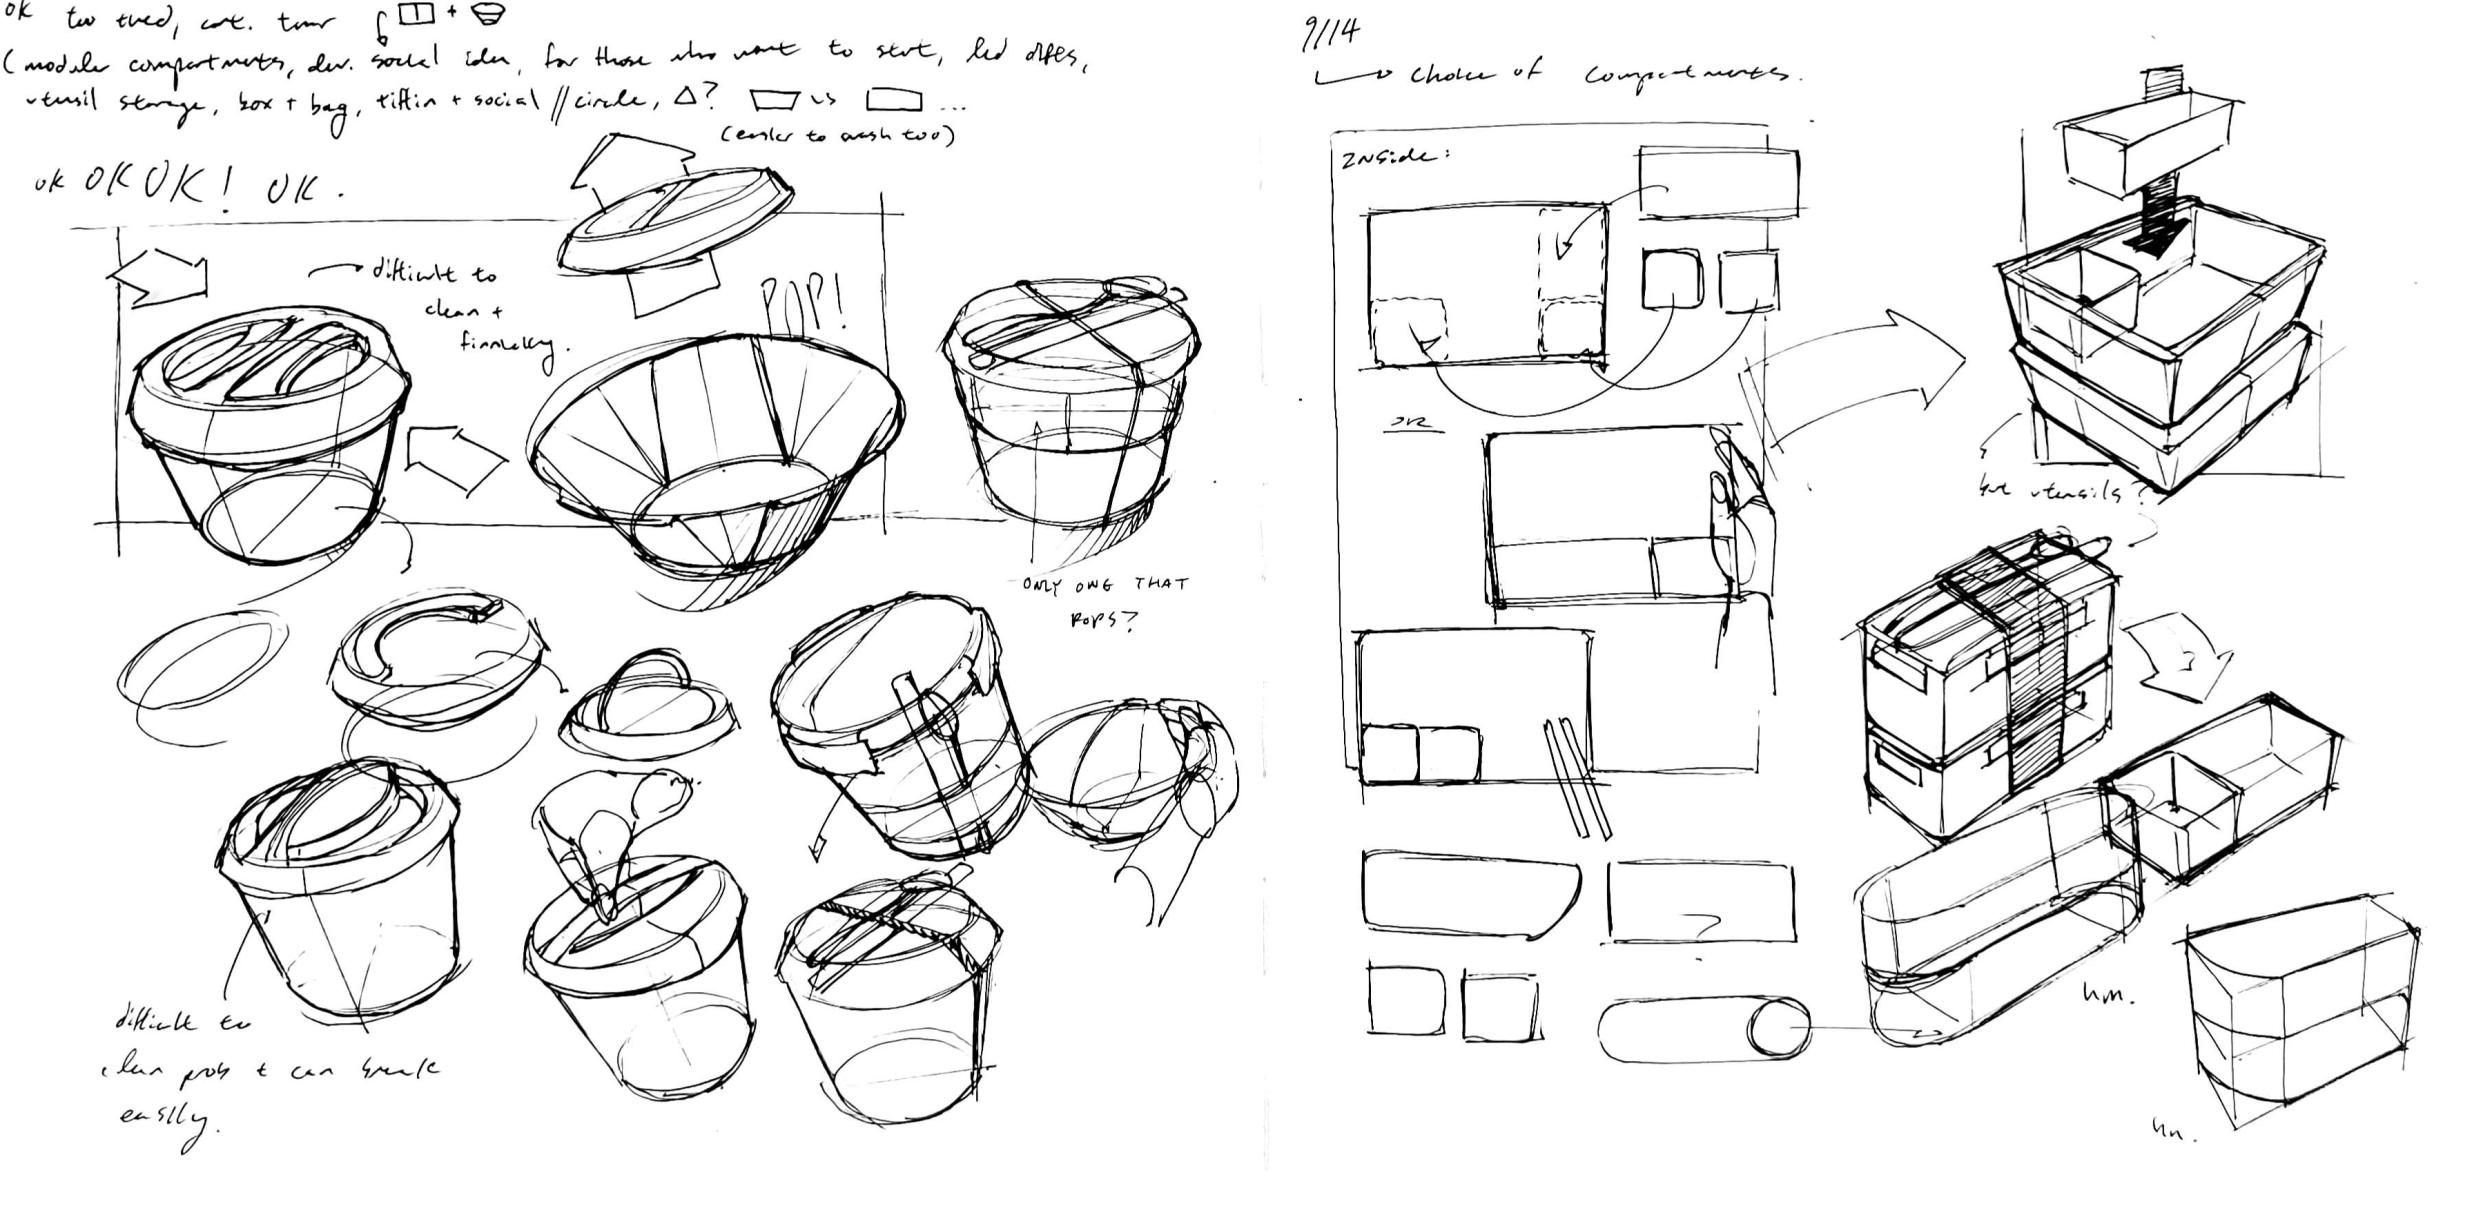 ok too tired, cont. tmr
(modular compartments, dev. social idea, for those who want to start, lid diffs,
utensil storage, box + bag, tiffin + social // circle, △? vs ...
(easier to wash too)
ok OK OK! OK.
difficult to
clean +
finnicky.
POP!
ONLY ONE THAT
POPS?
difficult to
clean prob + can break
easily.
9/14
choice of compartments.
INside:
OR
but utensils?
?
?
hm.
hm.